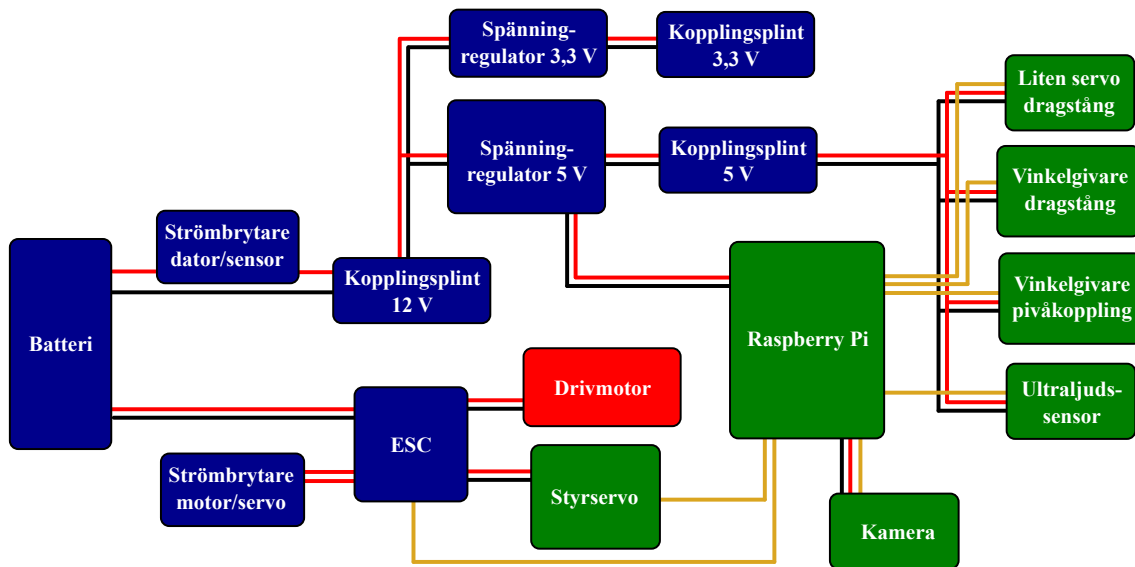 Spänning-
regulator 3,3 V
Kopplingsplint
3,3 V
Liten servo
dragstång
Spänning-
regulator 5 V
Kopplingsplint
5 V
Vinkelgivare
dragstång
Strömbrytare
dator/sensor
Kopplingsplint
12 V
Vinkelgivare
pivåkoppling
Batteri
Raspberry Pi
Drivmotor
Ultraljuds-
sensor
ESC
Strömbrytare
motor/servo
Styrservo
Kamera